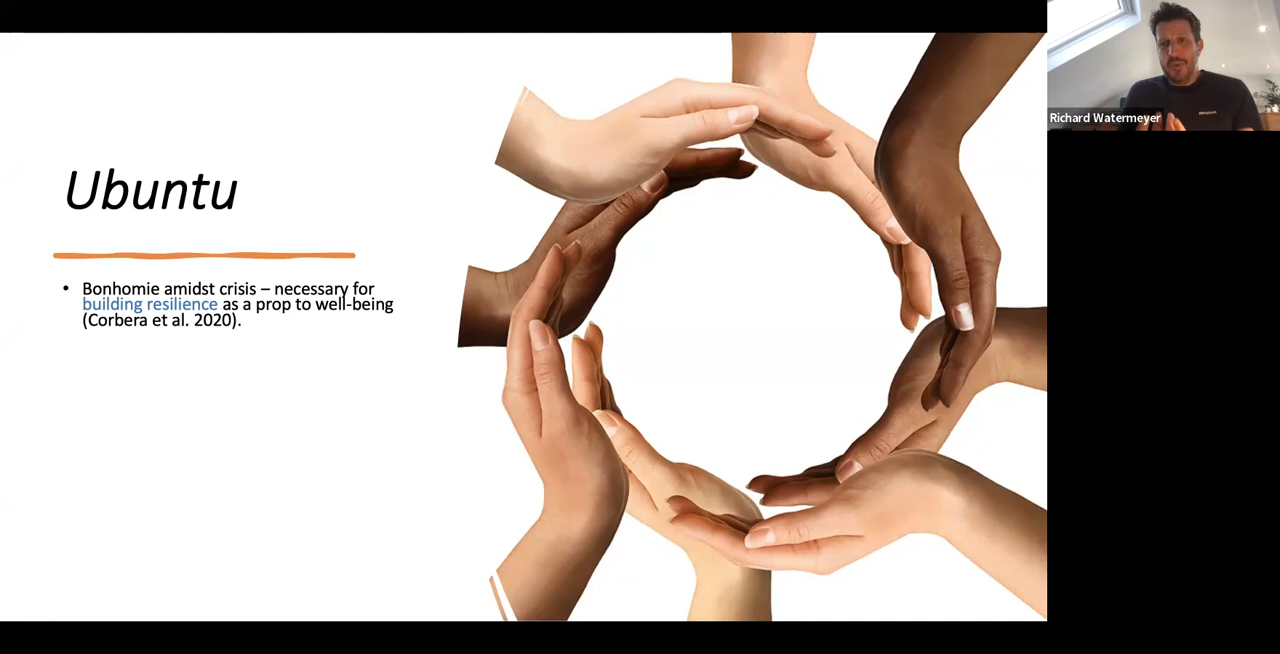 Ubuntu
• Bonhomie amidst crisis – necessary for
building resilience as a prop to well-being
(Corbera et al. 2020).
Richard Watermeyer